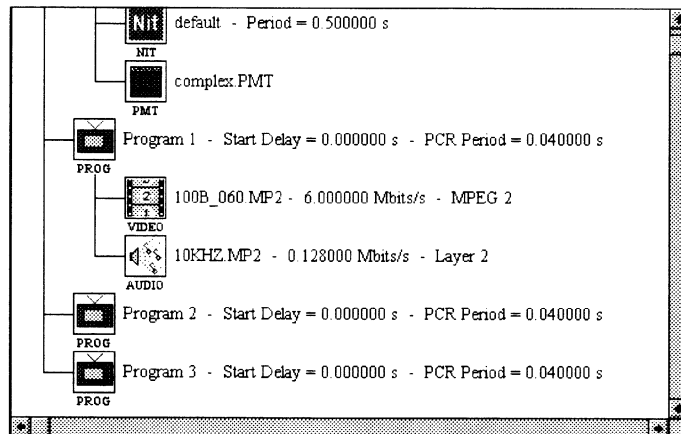 Nit default - Period = 0.500000 s
NIT
complex.PMT
PMT
Program 1 - Start Delay = 0.000000 s - PCR Period = 0.040000 s
PROG
2 100B_060.MP2 - 6.000000 Mbits/s - MPEG 2
1
VIDEO
10KHZ.MP2 - 0.128000 Mbits/s - Layer 2
AUDIO
Program 2 - Start Delay = 0.000000 s - PCR Period = 0.040000 s
PROG
Program 3 - Start Delay = 0.000000 s - PCR Period = 0.040000 s
PROG